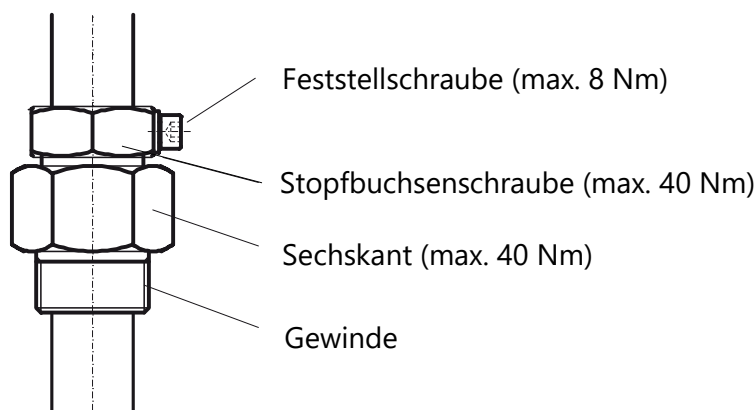 Feststellschraube (max. 8 Nm)
Stopfbuchsenschraube (max. 40 Nm)
Sechskant (max. 40 Nm)
Gewinde